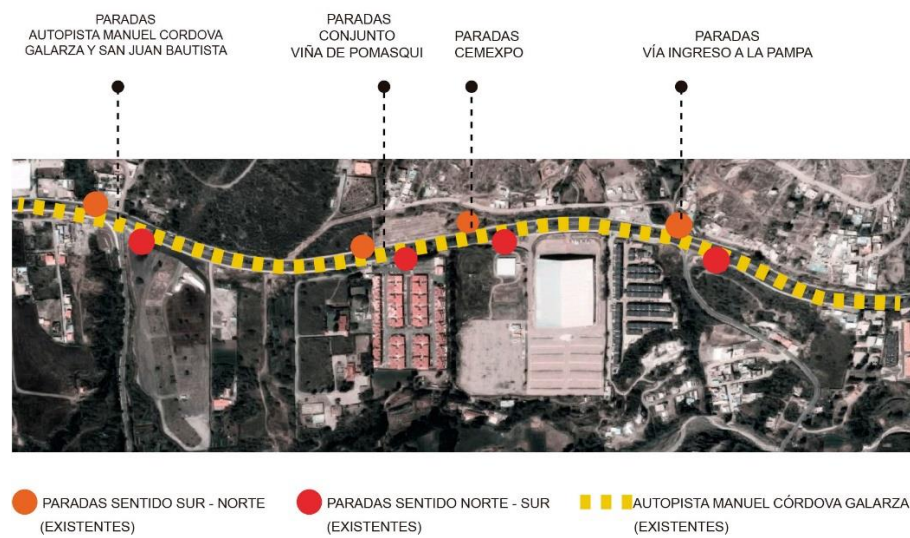 PARADAS
AUTOPISTA MANUEL CORDOVA
GALARZA Y SAN JUAN BAUTISTA
PARADAS
CONJUNTO
VIÑA DE POMASQUI
PARADAS
CEMEXPO
PARADAS
VÍA INGRESO A LA PAMPA
PARADAS SENTIDO SUR - NORTE
(EXISTENTES)
PARADAS SENTIDO NORTE - SUR
(EXISTENTES)
AUTOPISTA MANUEL CÓRDOVA GALARZA
(EXISTENTES)